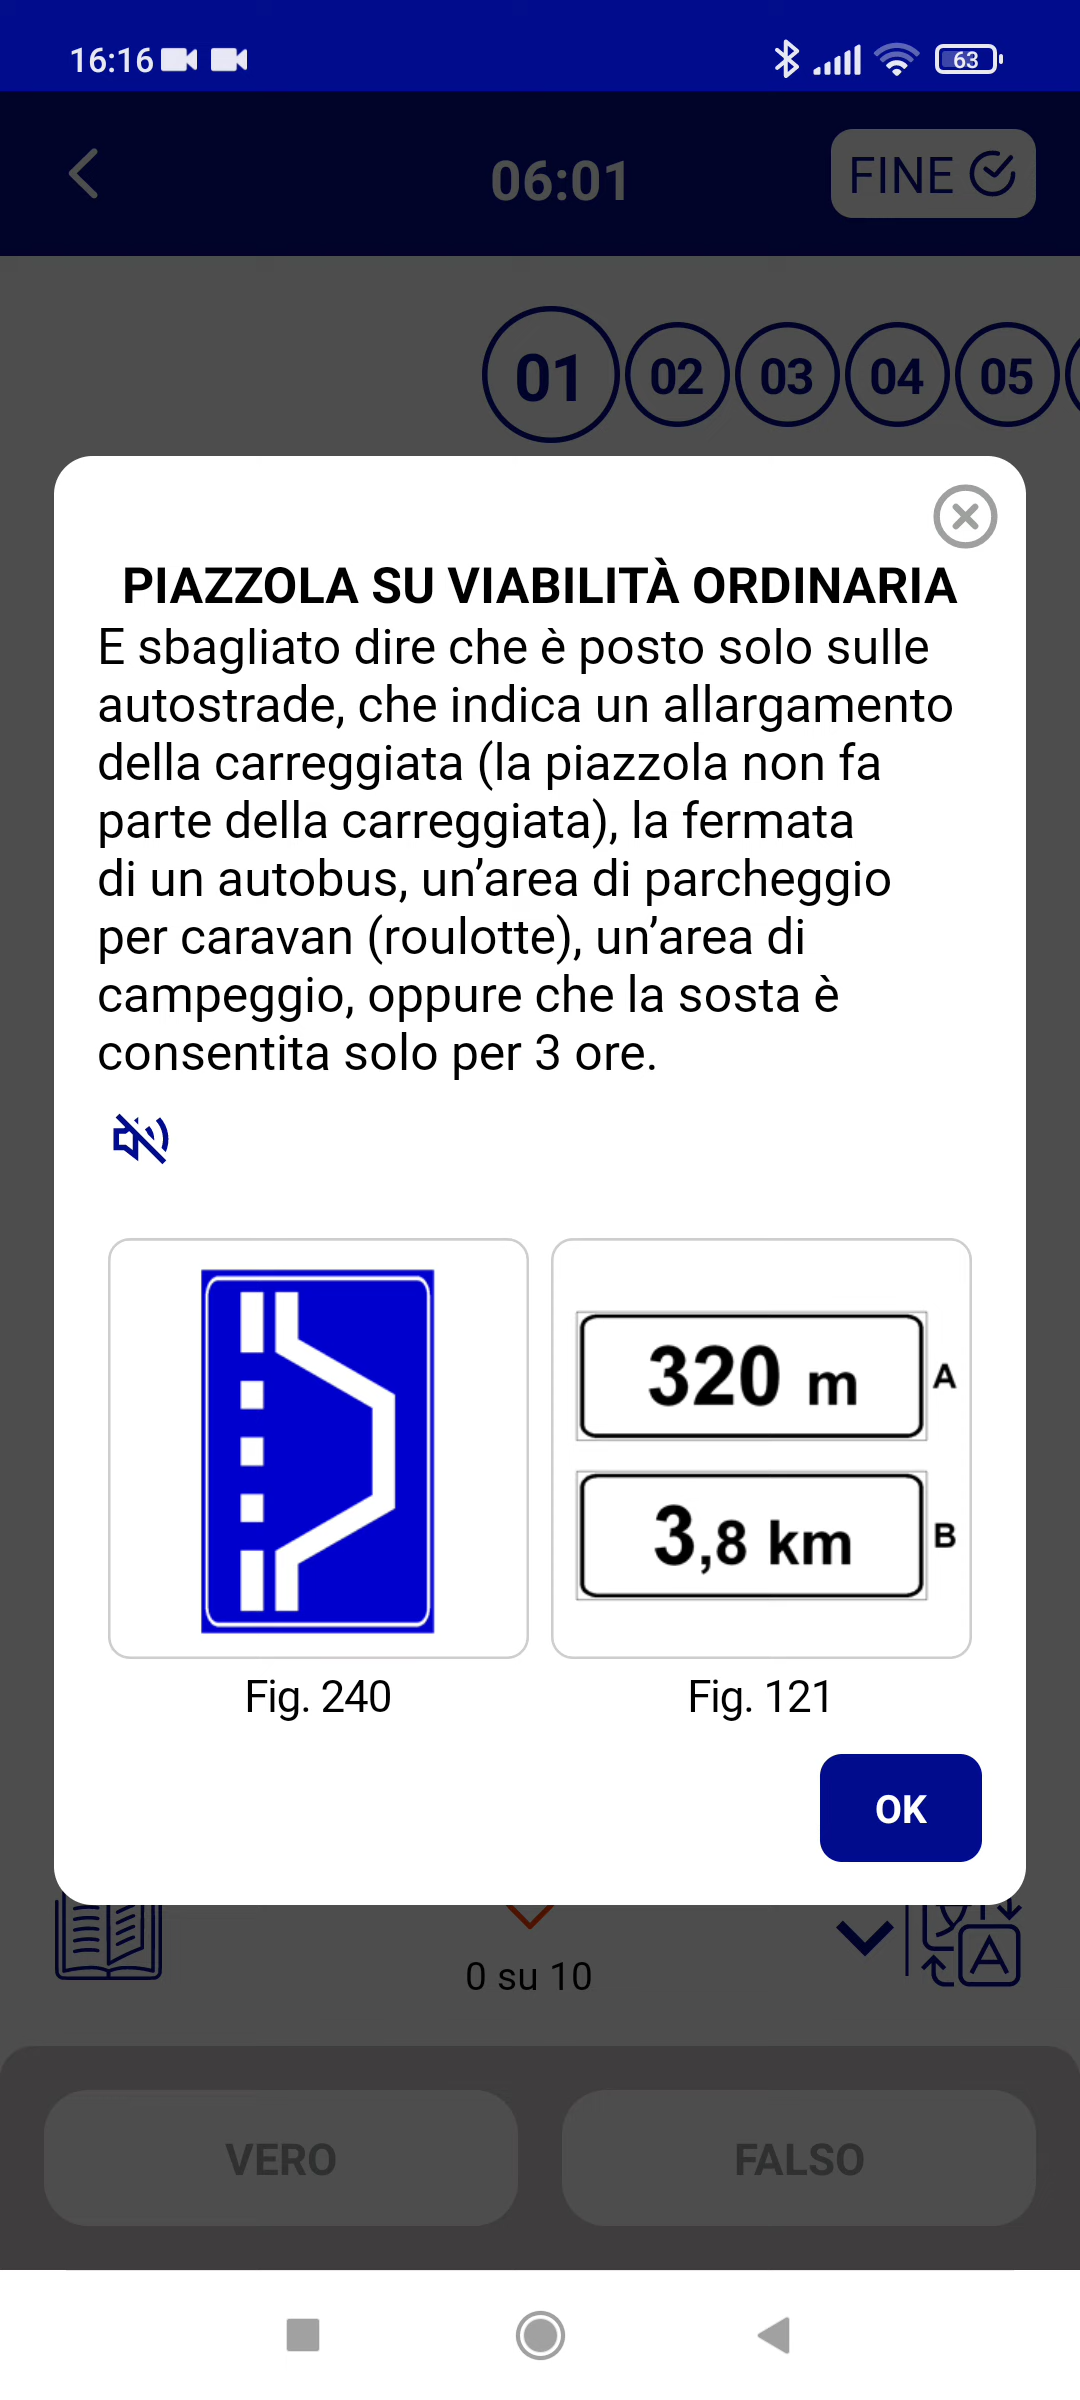 16:16
63
06:01
FINE
01 02 03 04 05
PIAZZOLA SU VIABILITÀ ORDINARIA
E sbagliato dire che è posto solo sulle
autostrade, che indica un allargamento
della carreggiata (la piazzola non fa
parte della carreggiata), la fermata
di un autobus, un’area di parcheggio
per caravan (roulotte), un’area di
campeggio, oppure che la sosta è
consentita solo per 3 ore.
320 m A
3,8 km B
Fig. 240
Fig. 121
OK
0 su 10
A
VERO
FALSO